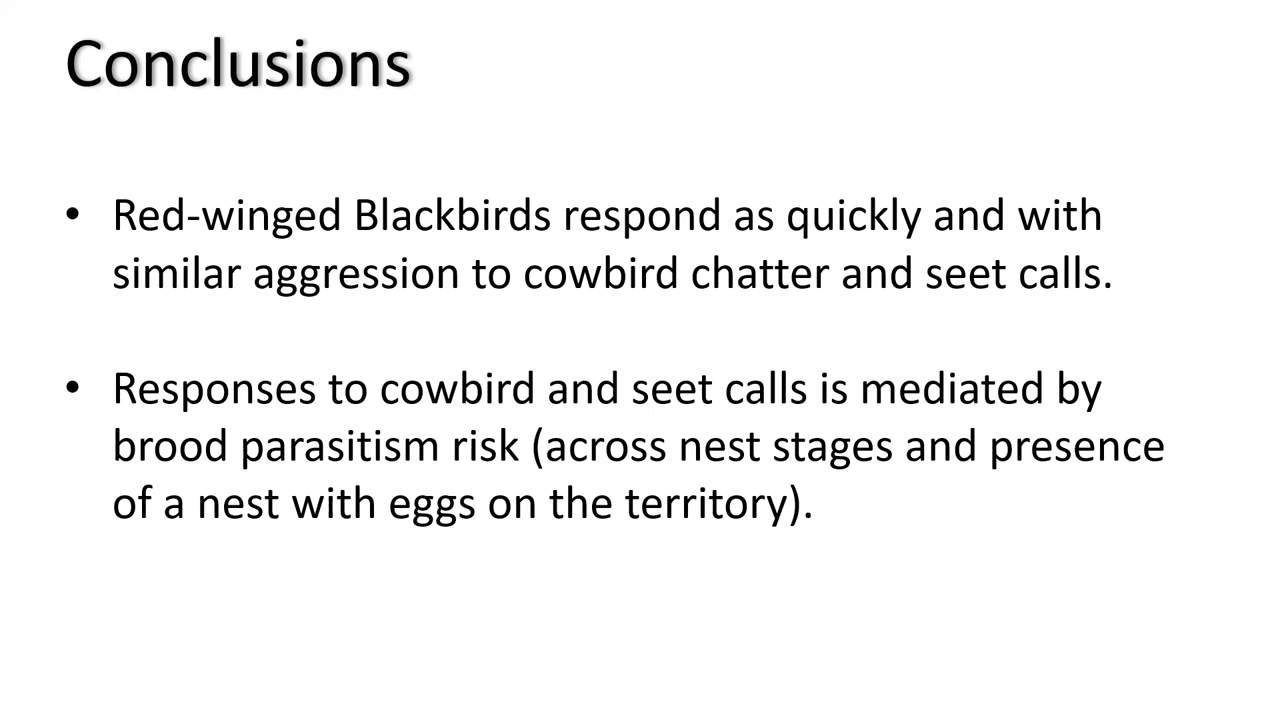 Conclusions
• Red-winged Blackbirds respond as quickly and with
similar aggression to cowbird chatter and seet calls.
• Responses to cowbird and seet calls is mediated by
brood parasitism risk (across nest stages and presence
of a nest with eggs on the territory).